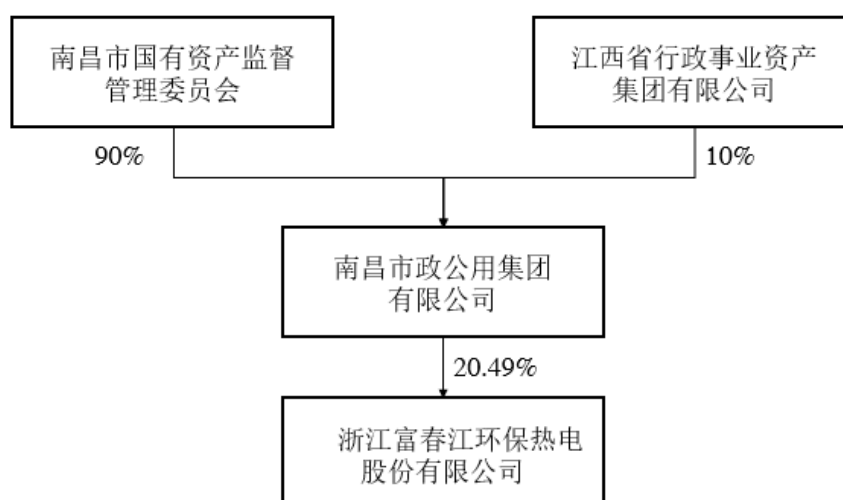 南昌市国有资产监督
管理委员会
江西省行政事业资产
集团有限公司
90%
10%
南昌市政公用集团
有限公司
20.49%
浙江富春江环保热电
股份有限公司